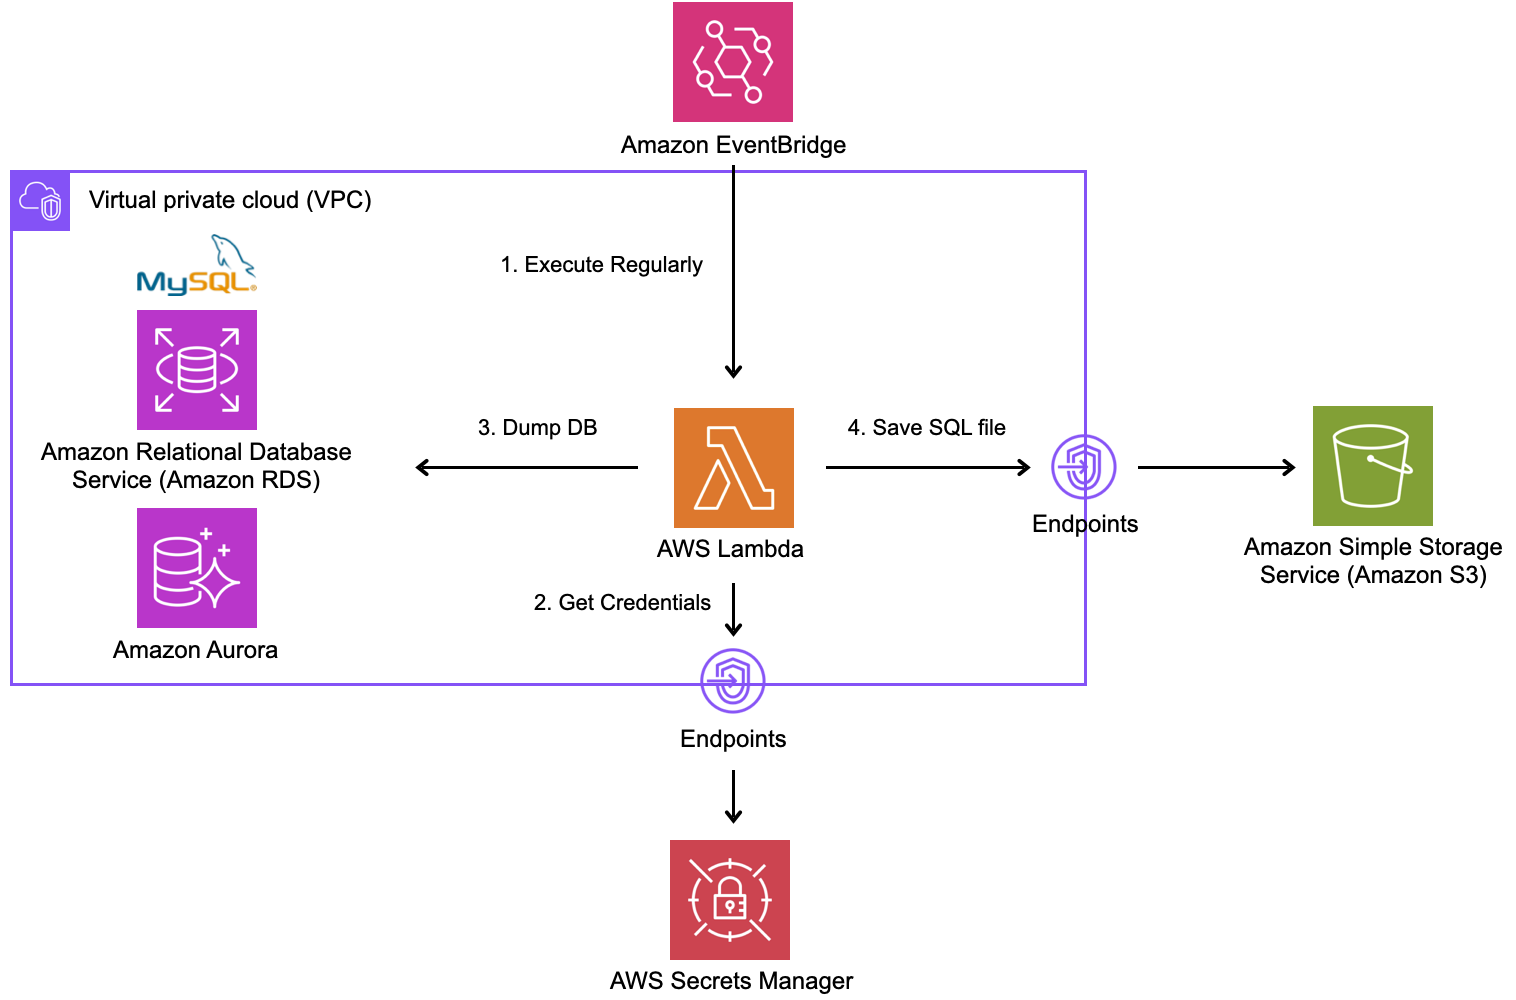 Amazon EventBridge
Virtual private cloud (VPC)
MySQL®
1. Execute Regularly
3. Dump DB
4. Save SQL file
Amazon Relational Database
Service (Amazon RDS)
Endpoints
AWS Lambda
Amazon Simple Storage
Service (Amazon S3)
2. Get Credentials
Amazon Aurora
Endpoints
AWS Secrets Manager